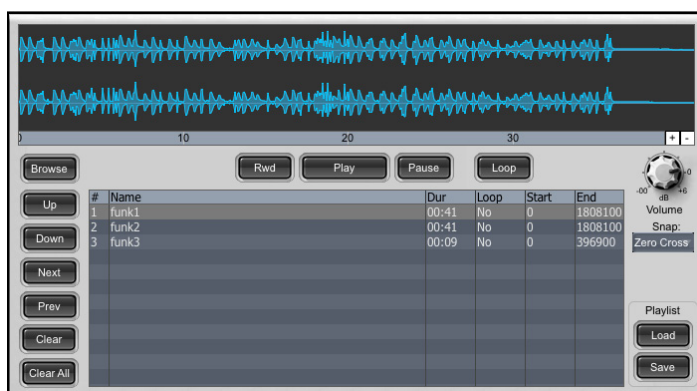 0 10 20 30 + -
Browse Rwd Play Pause Loop
-00 0 +6
dB
Volume
Snap:
Zero Cross
Up
Down
Next
Prev
Clear
Clear All
# Name Dur Loop Start End
1 funk1 00:41 No 0 1808100
2 funk2 00:41 No 0 1808100
3 funk3 00:09 No 0 396900
Playlist
Load
Save